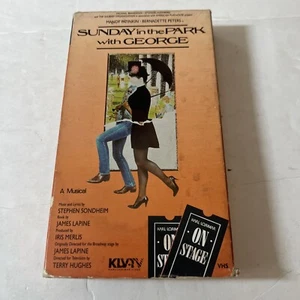 MANDY PATINKIN BERNADETTE PETERS
SUNDAY in the PARK
with GEORGE
A Musical
Music and Lyrics by
STEPHEN SONDHEIM
Book by
JAMES LAPINE
Produced by
IRIS MERLIS
Originally Directed for the Broadway stage by
JAMES LAPINE
Directed for Television by
TERRY HUGHES
KARL LORIMAR
ON
STAGE
ON
STAGE
VHS